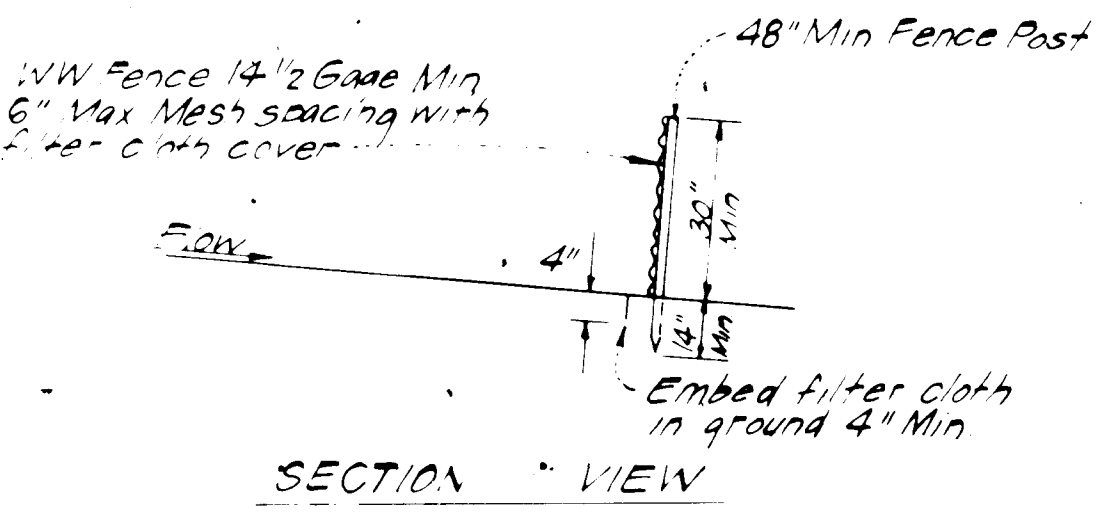 48" Min Fence Post
WW Fence 14 1/2 Gage Min
6" Max Mesh spacing with
filter cloth cover
30"
Min
Flow
4"
14"
Min
Embed filter cloth
in ground 4" Min.
SECTION VIEW